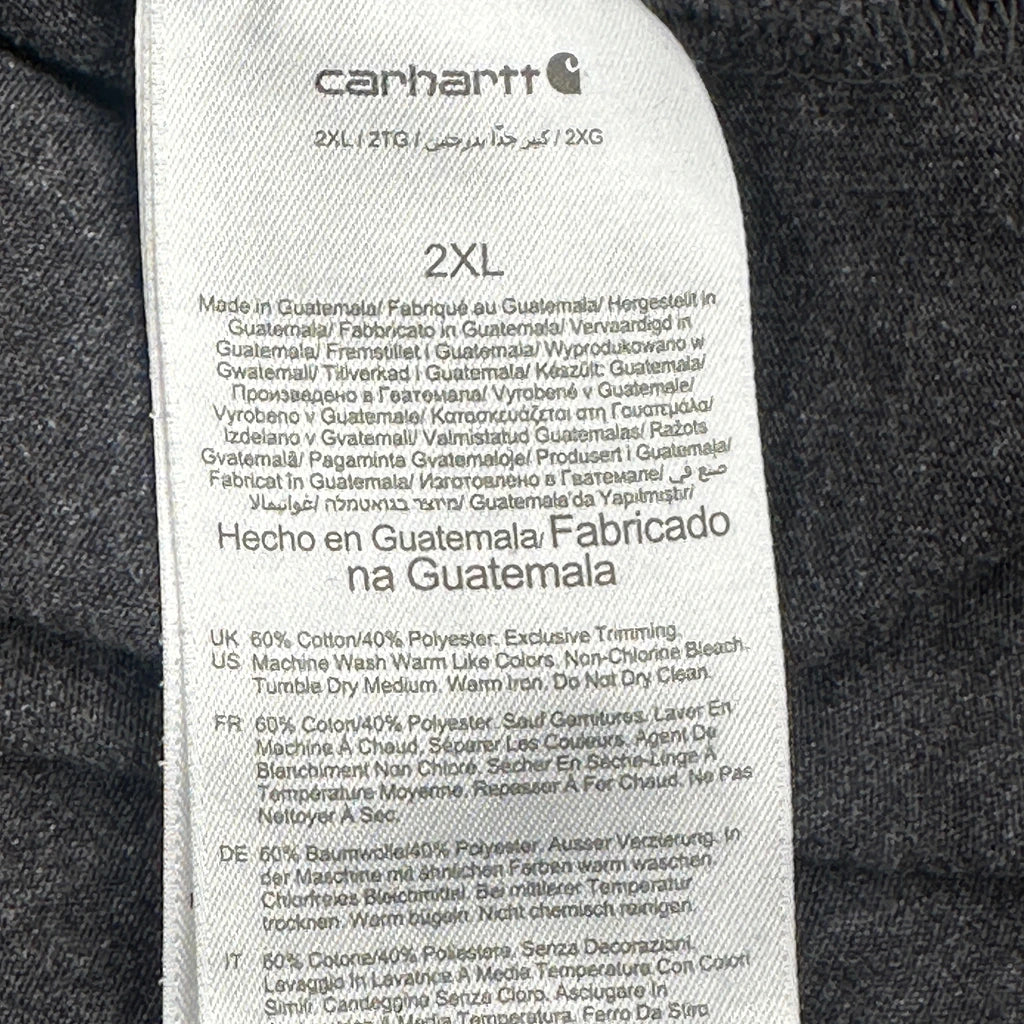 carhartt
2XL / 2TG / كبير جدًا بدرجتين / 2XG
2XL
Made in Guatemala/ Fabriqué au Guatemala/ Hergestellt in
Guatemala/ Fabbricato in Guatemala/ Vervaardigd in
Guatemala/ Fremstillet i Guatemala/ Wyprodukowano w
Gwatemali/ Tillverkad i Guatemala/ Készült: Guatemala/
Произведено в Гватемала/ Vyrobené v Guatemale/
Vyrobeno v Guatemale/ Κατασκευάζεται στη Γουατεμάλα/
Izdelano v Gvatemali/ Valmistatud Guatemalas/ Ražots
Gvatemalā/ Pagaminta Gvatemaloje/ Produsert i Guatemala/
Fabricat în Guatemala/ Изготовлено в Гватемале/ صنع في
غواتيمالا/ מיוצר בגואטמלה/ Guatemala'da Yapılmıştır/
Hecho en Guatemala/ Fabricado
na Guatemala
UK 60% Cotton/40% Polyester. Exclusive Trimming.
US Machine Wash Warm Like Colors. Non-Chlorine Bleach.
Tumble Dry Medium. Warm Iron. Do Not Dry Clean.
FR 60% Coton/40% Polyester. Sauf Garnitures. Laver En
Machine À Chaud. Séparer Les Couleurs. Agent De
Blanchiment Non Chloré. Sécher En Sèche-Linge À
Température Moyenne. Repasser À Fer Chaud. Ne Pas
Nettoyer À Sec.
DE 60% Baumwolle/40% Polyester. Ausser Verzierung. In
der Maschine mit ähnlichen Farben warm waschen.
Chlorfreies Bleichmittel. Bei mittlerer Temperatur
trocknen. Warm bügeln. Nicht chemisch reinigen.
IT 60% Cotone/40% Poliestere. Senza Decorazioni.
Lavaggio In Lavatrice A Media Temperatura Con Colori
Simili. Candeggina Senza Cloro. Asciugare In
A Media Temperatura. Ferro Da Stiro